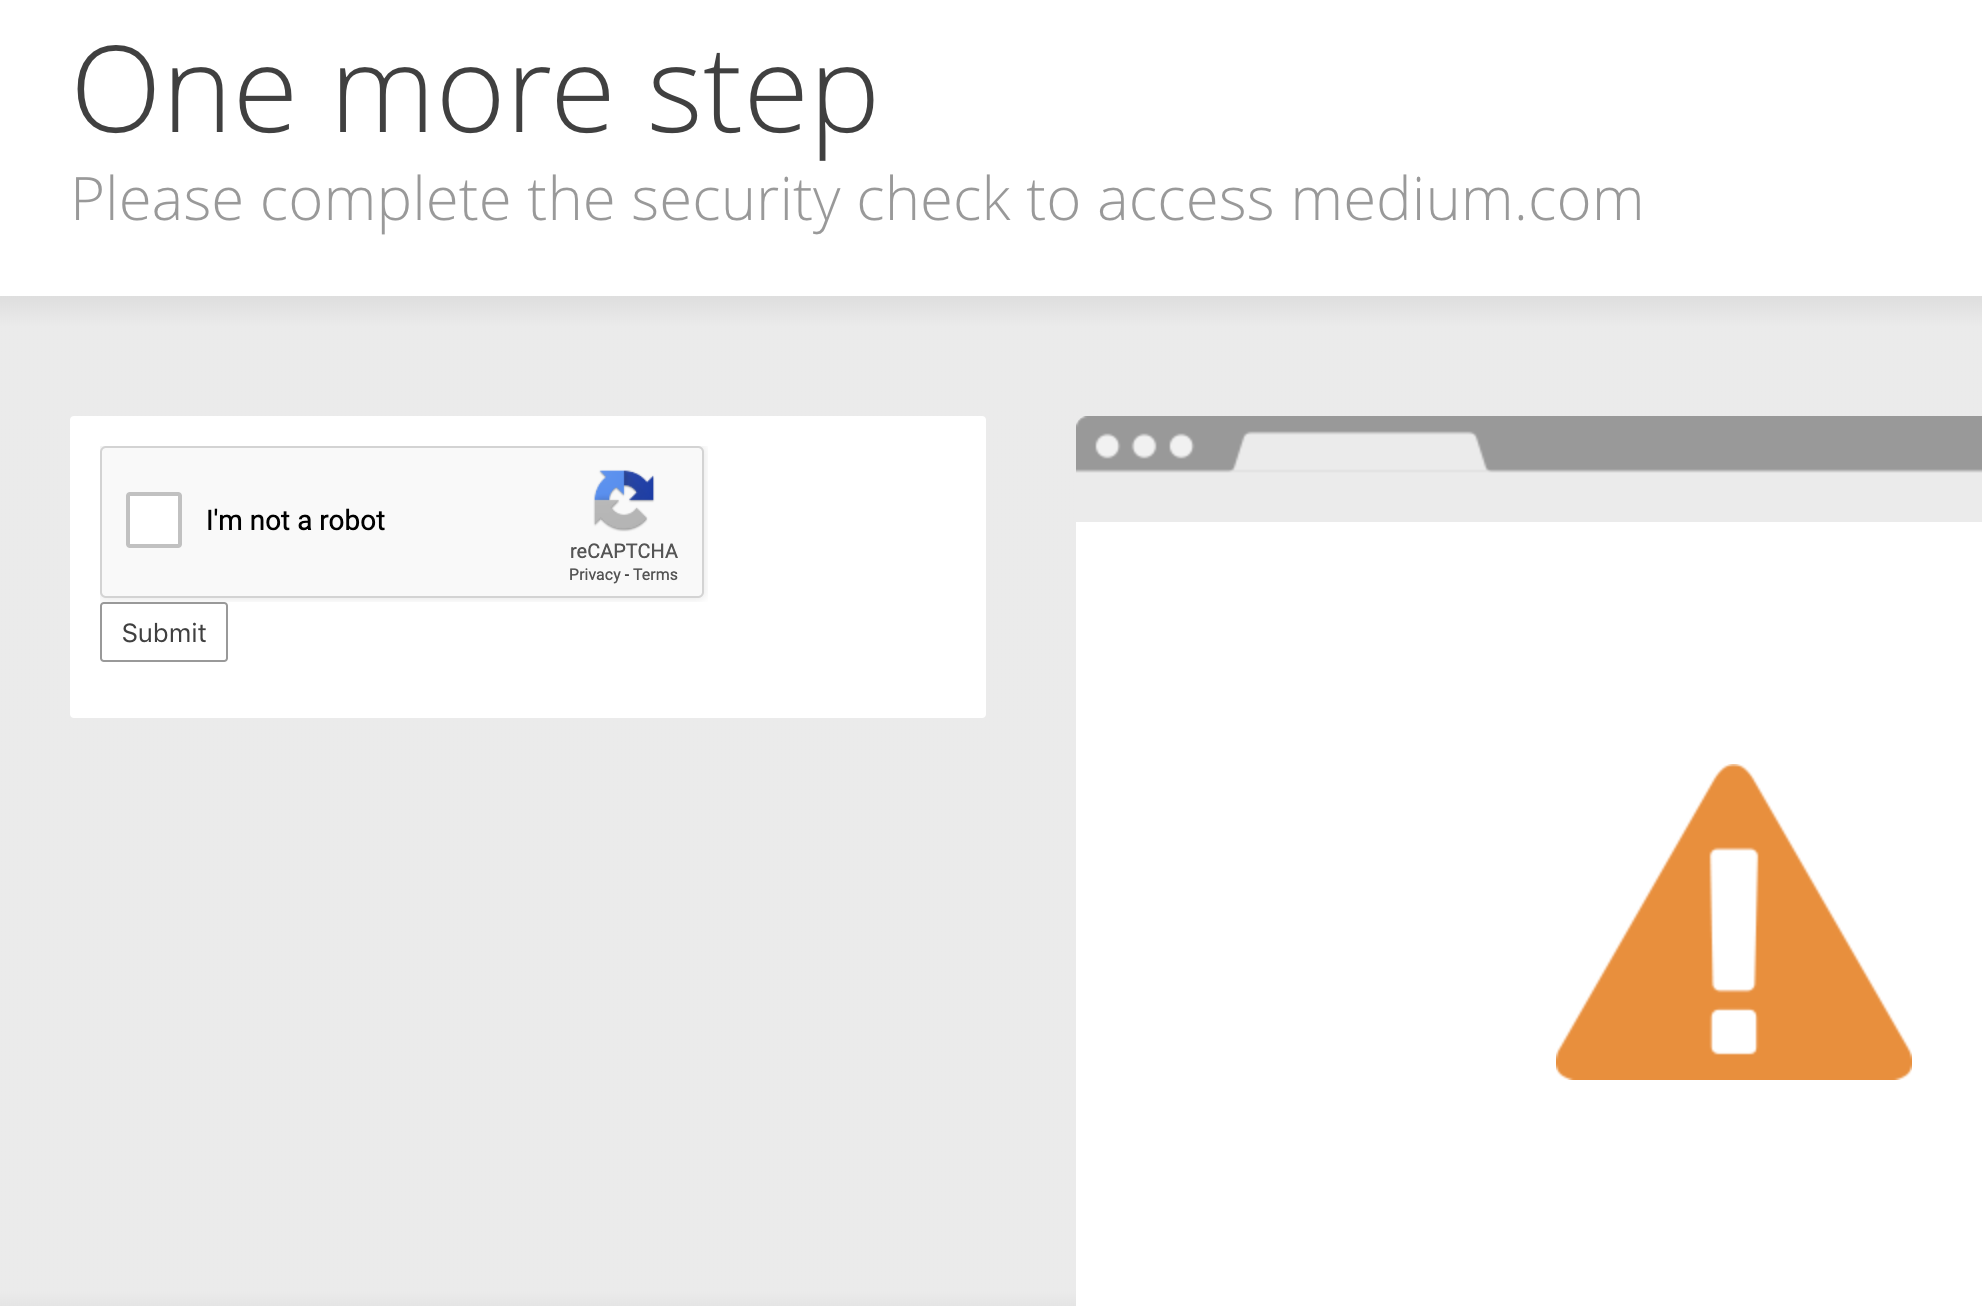 One more step
Please complete the security check to access medium.com
I'm not a robot
reCAPTCHA
Privacy - Terms
Submit